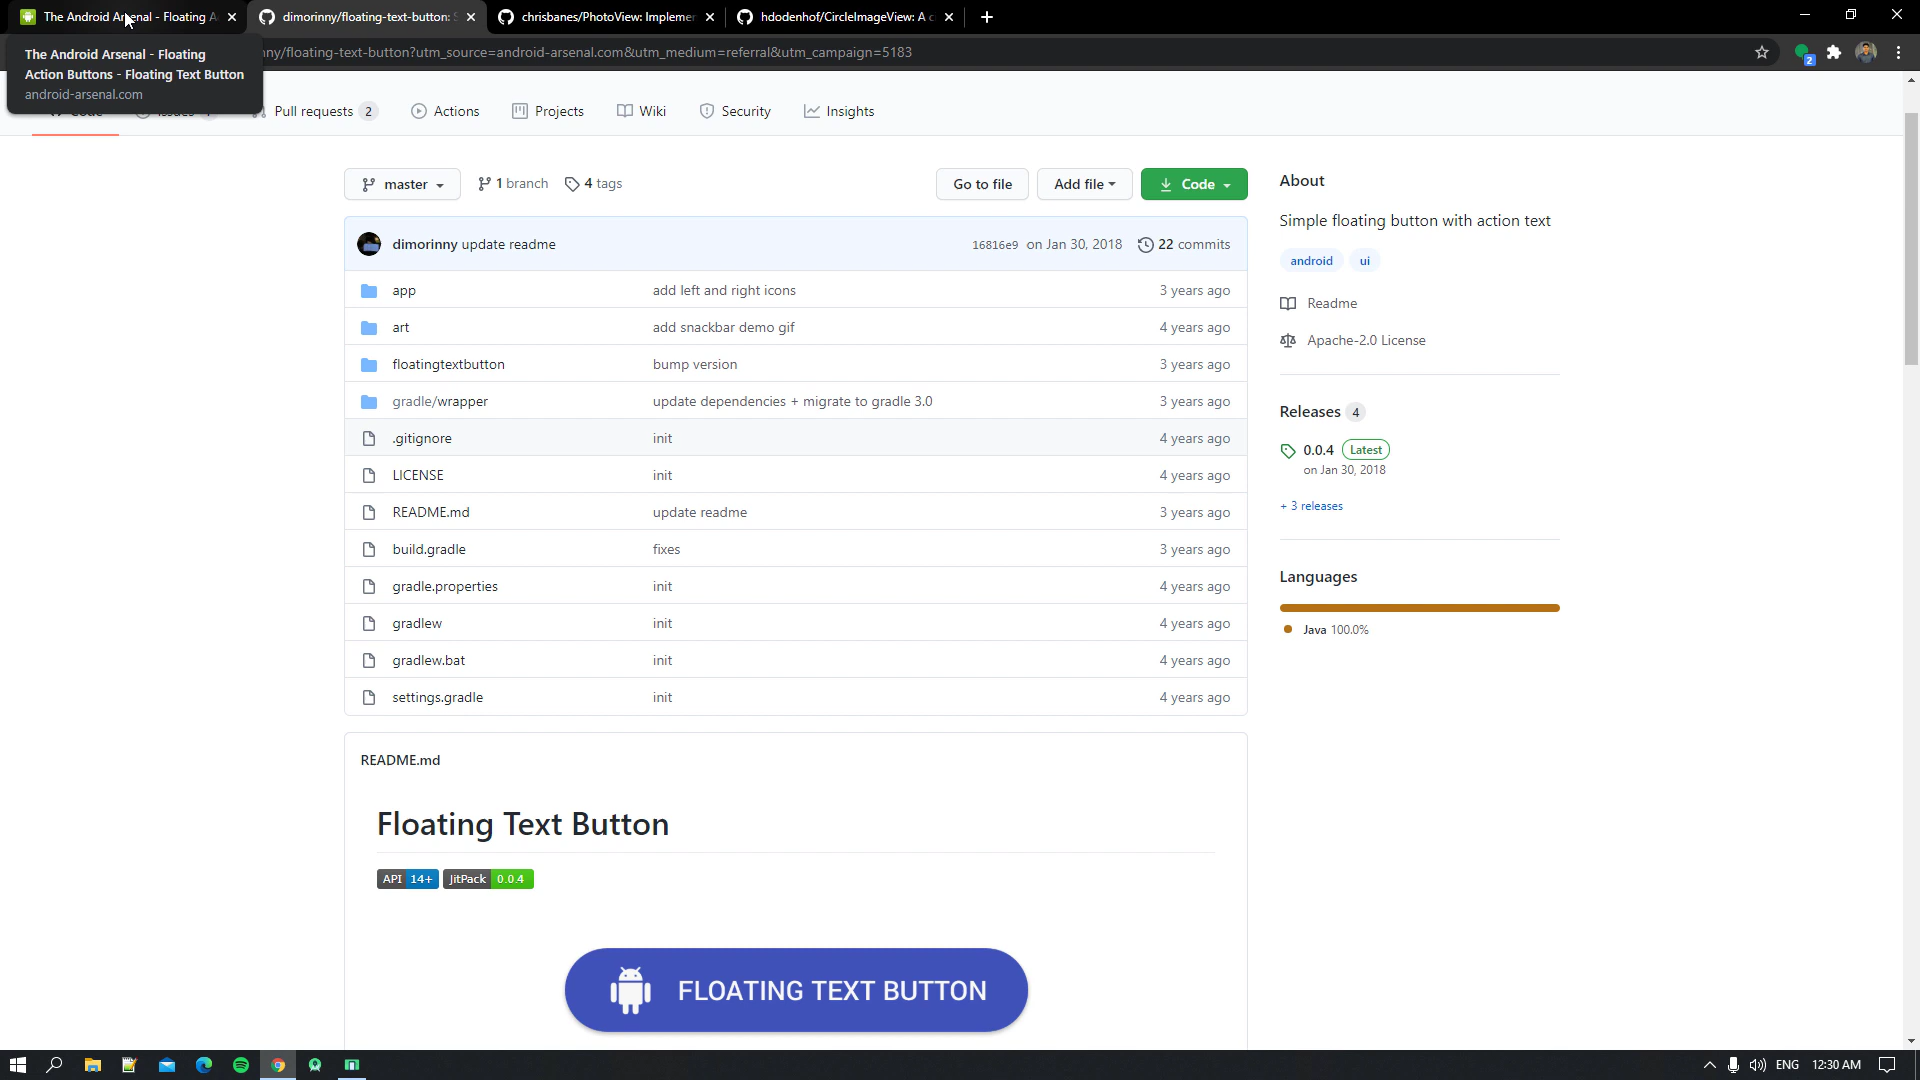 The Android Arsenal - Floating A
dimorinny/floating-text-button: S
chrisbanes/PhotoView: Implemen
hdodenhof/CircleImageView: A c
The Android Arsenal - Floating
Action Buttons - Floating Text Button
android-arsenal.com
nny/floating-text-button?utm_source=android-arsenal.com&utm_medium=referral&utm_campaign=5183
2
Code
Issues
Pull requests 2
Actions
Projects
Wiki
Security
Insights
master
1 branch
4 tags
Go to file
Add file
Code
dimorinny update readme
16816e9 on Jan 30, 2018
22 commits
app add left and right icons 3 years ago
art add snackbar demo gif 4 years ago
floatingtextbutton bump version 3 years ago
gradle/wrapper update dependencies + migrate to gradle 3.0 3 years ago
.gitignore init 4 years ago
LICENSE init 4 years ago
README.md update readme 3 years ago
build.gradle fixes 3 years ago
gradle.properties init 4 years ago
gradlew init 4 years ago
gradlew.bat init 4 years ago
settings.gradle init 4 years ago
About
Simple floating button with action text
android ui
Readme
Apache-2.0 License
Releases 4
0.0.4 Latest
on Jan 30, 2018
+ 3 releases
Languages
Java 100.0%
README.md
Floating Text Button
API 14+ JitPack 0.0.4
FLOATING TEXT BUTTON
ENG 12:30 AM